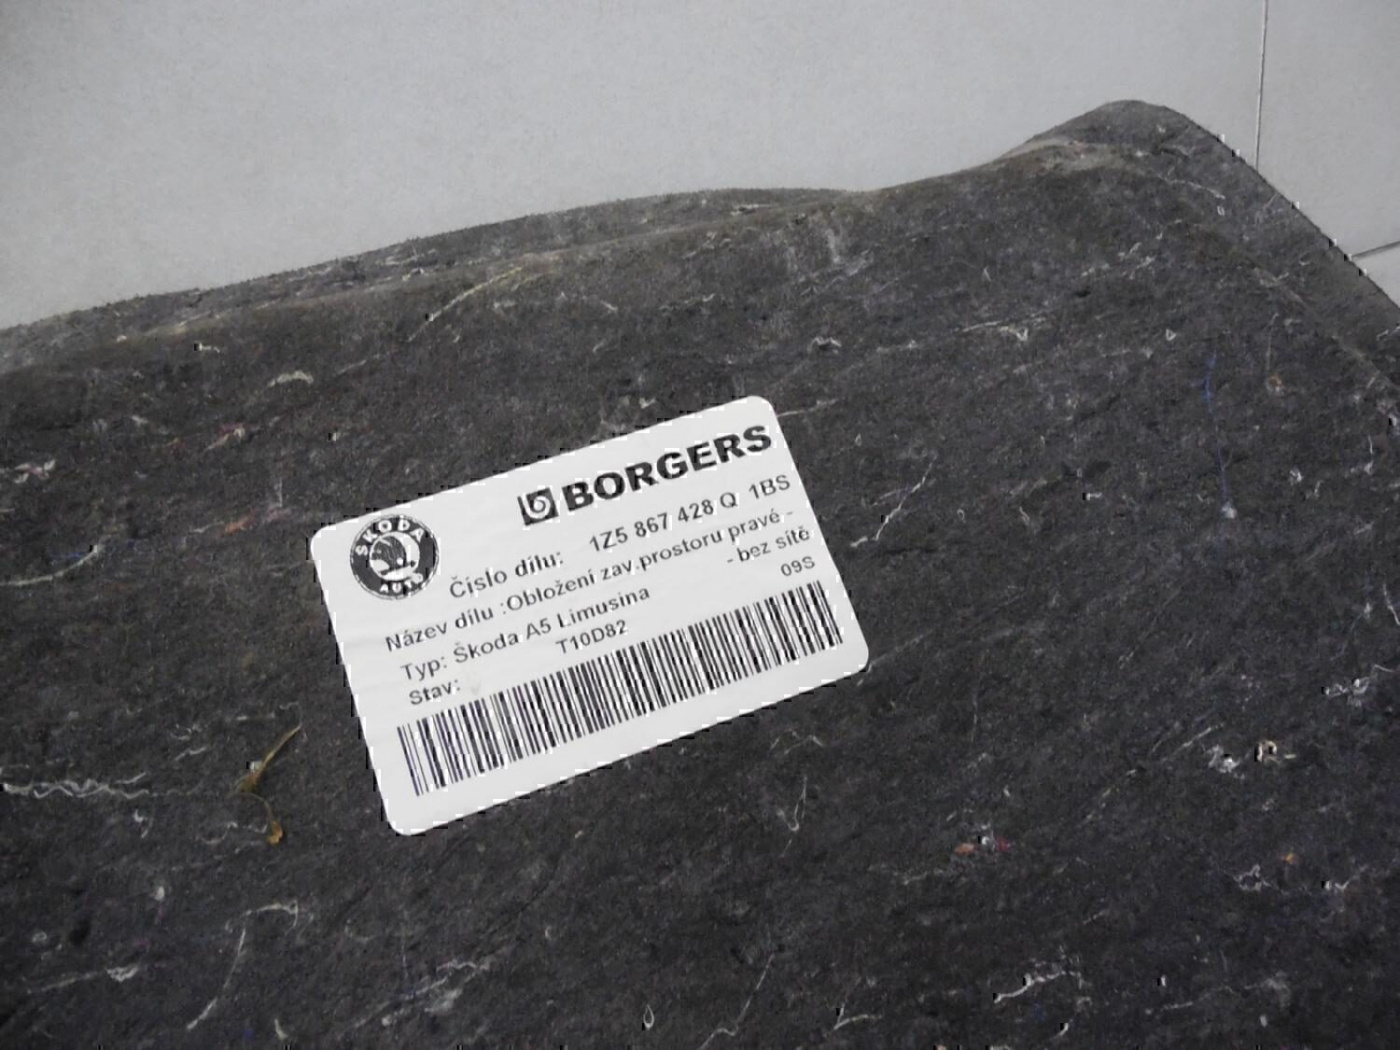 BORGERS
ŠKODA
AUTO
Číslo dílu: 1Z5 867 428 Q 1BS
Název dílu :Obložení zav.prostoru pravé -
- bez sítě
Typ: Škoda A5 Limusina
09S
Stav: T10D82